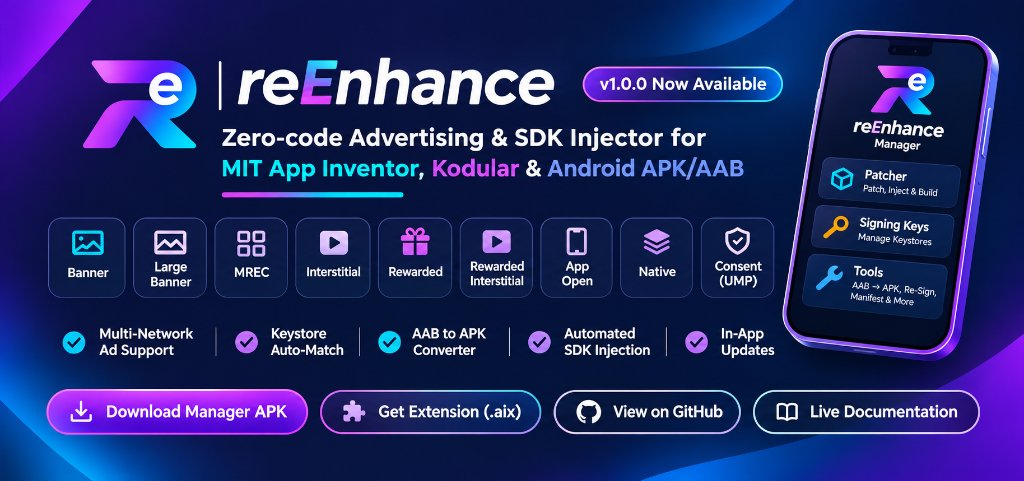 Re
reEnhance
v1.0.0 Now Available
Zero-code Advertising & SDK Injector for
MIT App Inventor, Kodular & Android APK/AAB
Banner
Large
Banner
MREC
Interstitial
Rewarded
Rewarded
Interstitial
App
Open
Native
Consent
(UMP)
Multi-Network
Ad Support
Keystore
Auto-Match
AAB to APK
Converter
Automated
SDK Injection
In-App
Updates
Download Manager APK
Get Extension (.aix)
View on GitHub
Live Documentation
Re
reEnhance
Manager
Patcher
Patch, Inject & Build
Signing Keys
Manage Keystores
Tools
AAB → APK, Re-Sign,
Manifest & More